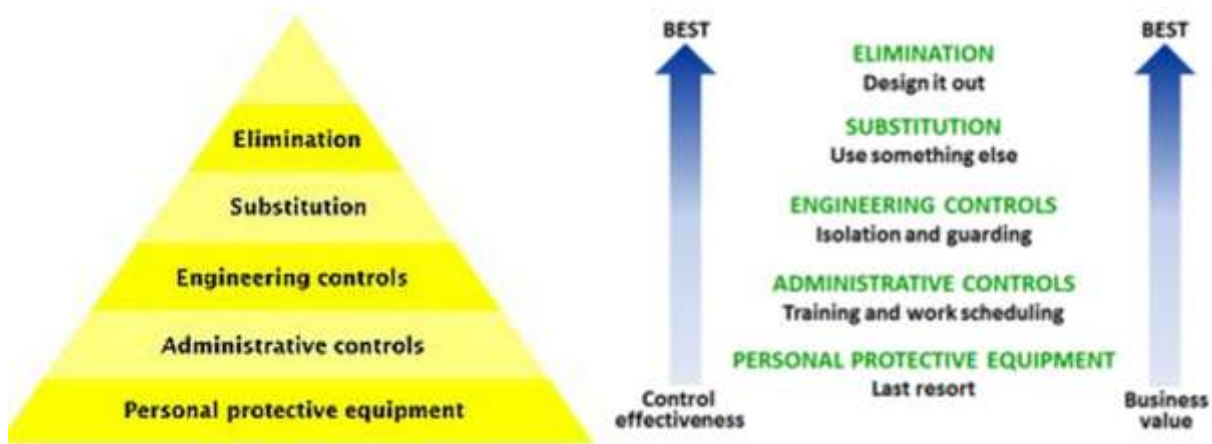 Elimination
Substitution
Engineering controls
Administrative controls
Personal protective equipment
BEST
Control
effectiveness
ELIMINATION
Design it out
SUBSTITUTION
Use something else
ENGINEERING CONTROLS
Isolation and guarding
ADMINISTRATIVE CONTROLS
Training and work scheduling
PERSONAL PROTECTIVE EQUIPMENT
Last resort
BEST
Business
value